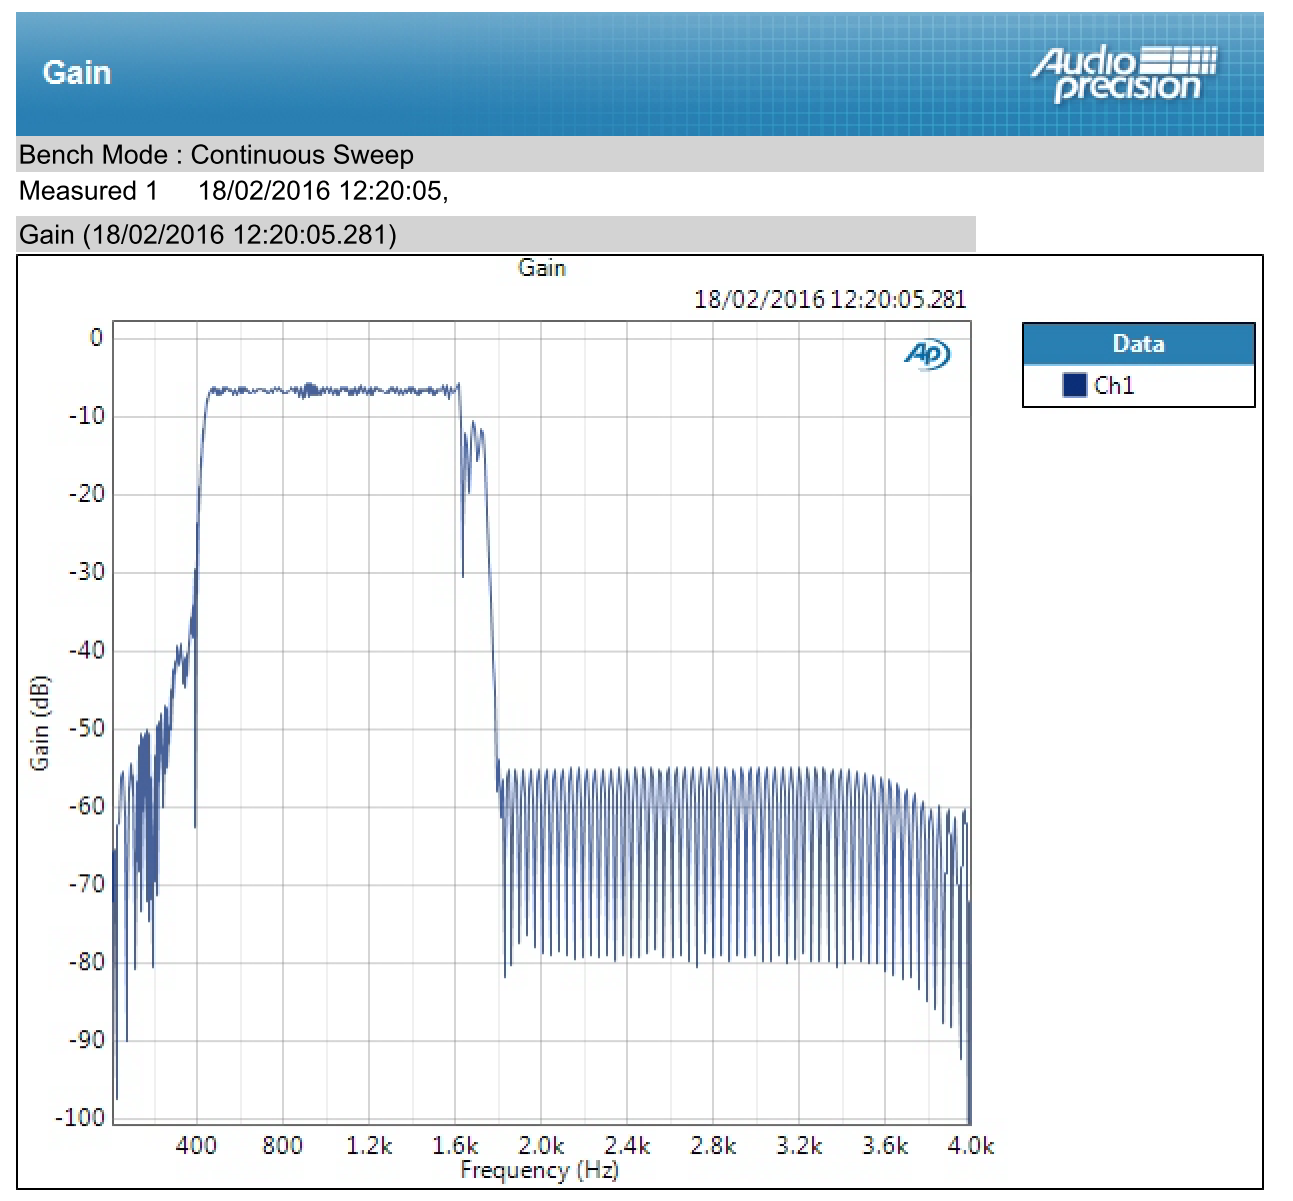 Gain
Audio precision
Bench Mode : Continuous Sweep
Measured 1 18/02/2016 12:20:05,
Gain (18/02/2016 12:20:05.281)
Gain
18/02/2016 12:20:05.281
AP
Data
Ch1
Gain (dB)
0
-10
-20
-30
-40
-50
-60
-70
-80
-90
-100
400 800 1.2k 1.6k 2.0k 2.4k 2.8k 3.2k 3.6k 4.0k
Frequency (Hz)